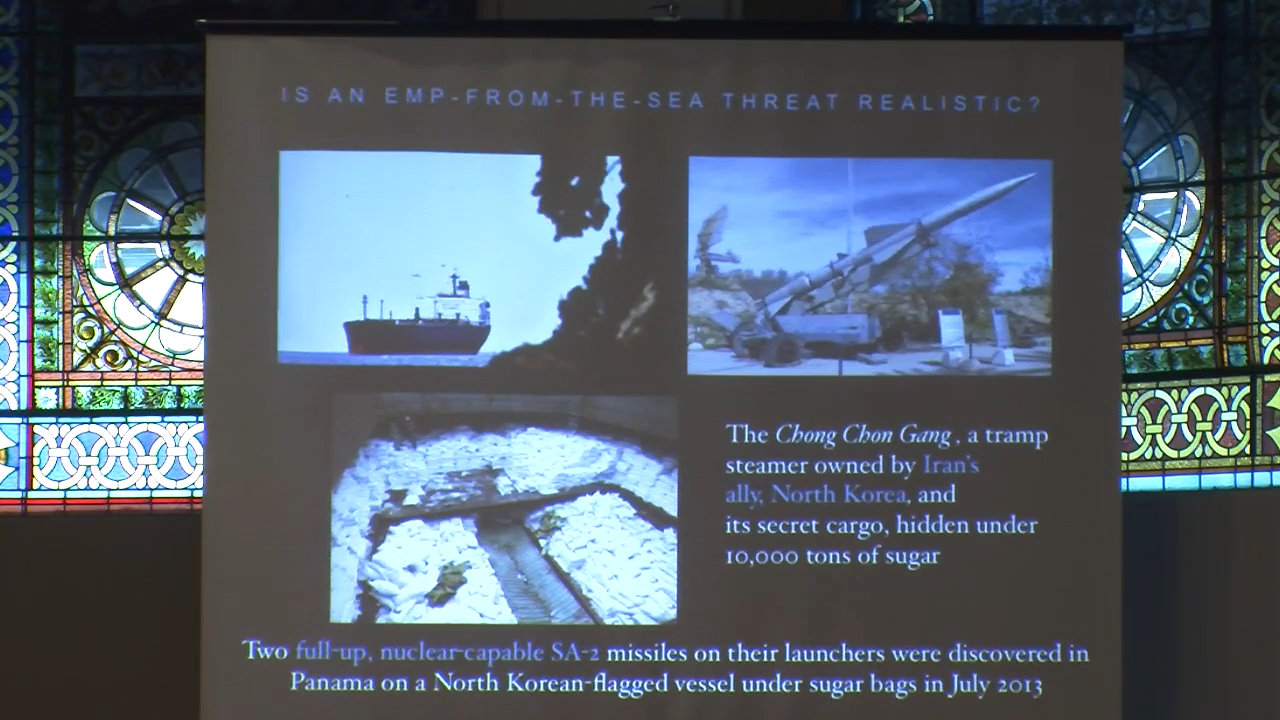 IS AN EMP-FROM-THE-SEA THREAT REALISTIC?
The Chong Chon Gang, a tramp
steamer owned by Iran's
ally, North Korea, and
its secret cargo, hidden under
10,000 tons of sugar
Two full-up, nuclear-capable SA-2 missiles on their launchers were discovered in
Panama on a North Korean-flagged vessel under sugar bags in July 2013